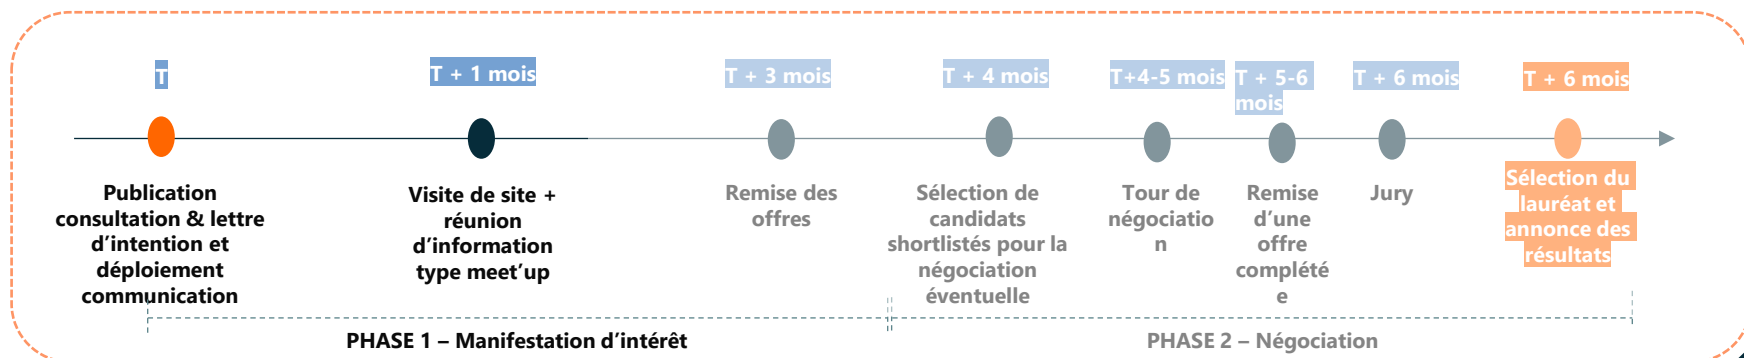 T
T + 1 mois
T + 3 mois
T + 4 mois
T+4-5 mois
T + 5-6
mois
T + 6 mois
T + 6 mois
Publication
consultation & lettre
d’intention et
déploiement
communication
Visite de site +
réunion
d’information
type meet’up
Remise des
offres
Sélection de
candidats
shortlistés pour la
négociation
éventuelle
Tour de
négociatio
n
Remise
d’une
offre
complété
e
Jury
Sélection du
lauréat et
annonce des
résultats
PHASE 1 – Manifestation d’intérêt
PHASE 2 – Négociation